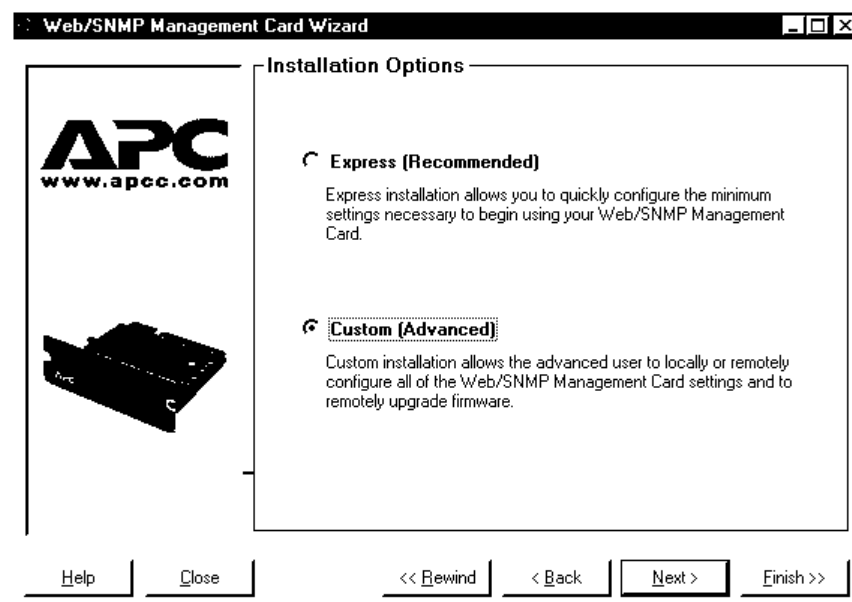 Web/SNMP Management Card Wizard
Installation Options
APC
www.apcc.com
Express (Recommended)
Express installation allows you to quickly configure the minimum
settings necessary to begin using your Web/SNMP Management
Card.
Custom (Advanced)
Custom installation allows the advanced user to locally or remotely
configure all of the Web/SNMP Management Card settings and to
remotely upgrade firmware.
APC
Help Close << Rewind < Back Next > Finish >>